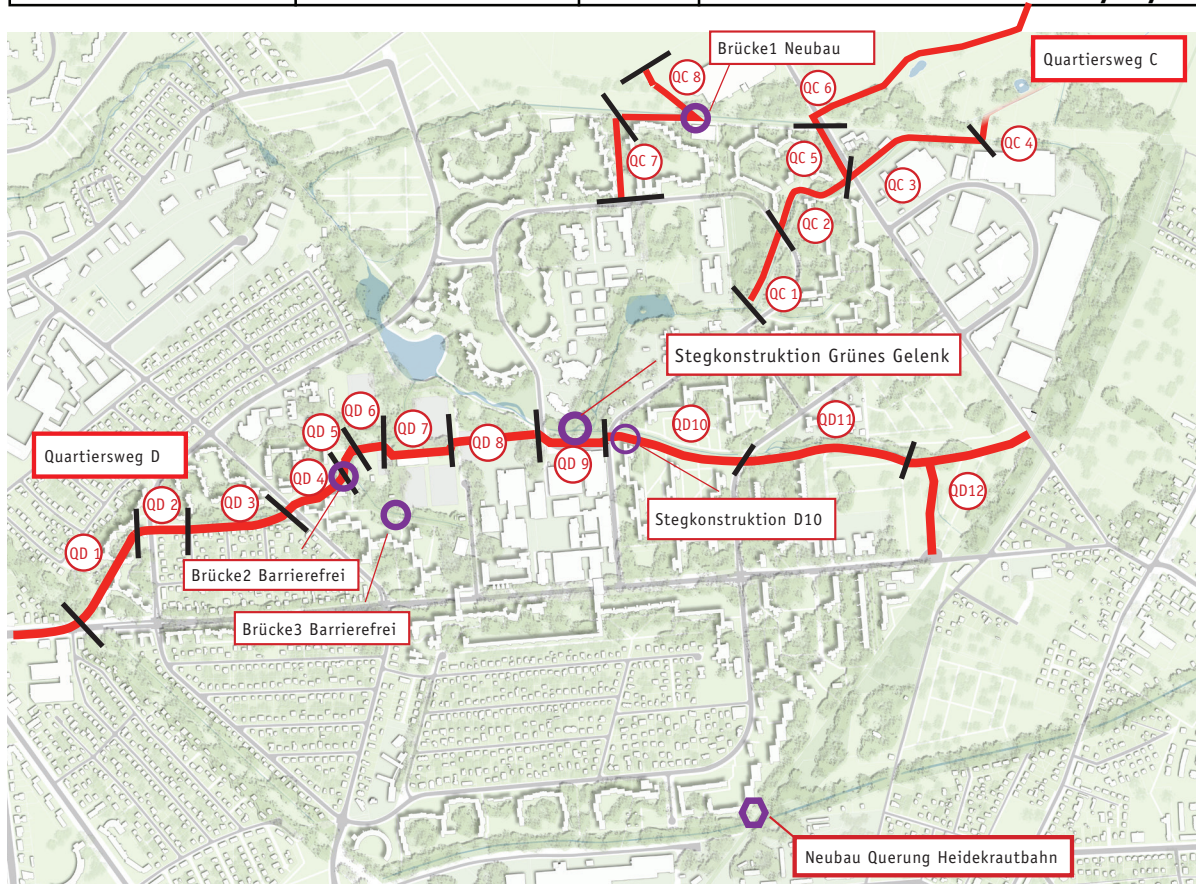 Brücke1 Neubau
Quartiersweg C
QC 8
QC 6
QC 7
QC 5
QC 4
QC 3
QC 2
QC 1
Stegkonstruktion Grünes Gelenk
Quartiersweg D
QD 6
QD 5
QD 7
QD 8
QD10
QD11
QD 9
QD 4
QD 3
QD 2
QD12
QD 1
Stegkonstruktion D10
Brücke2 Barrierefrei
Brücke3 Barrierefrei
Neubau Querung Heidekrautbahn